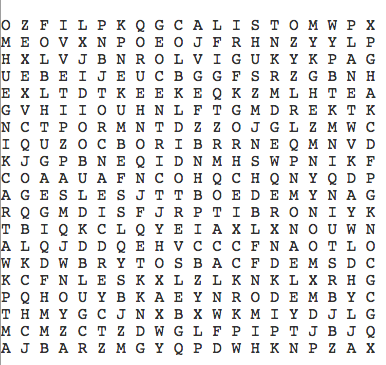 O Z F I L P K Q G C A L I S T O M W P X
M E O V X N P O E O J F R H N Z Y Y L P
H X L V J B N R O L V I G U K Y K P A G
U E B E I J E U C B G G F S R Z G B N H
E X L T D T K E E K E Q K Z M L H T E A
G V H I I O U H N L F T G M D R E K T K
N C T P O R M N T D Z Z O J G L Z M W C
I Q U Z O C B O R I B R R N E Q M N V D
K J G P B N E Q I D N M H S W P N I K F
C O A A U A F N C O H Q C H Q N Y Q D P
A G E S L E S J T T B O E D E M Y N A G
R Q G M D I S F J R P T I B R O N I Y K
T B I Q K C L Q Y E I A X L X N O U W N
A L Q J D D Q E H V C C C F N A O T L O
W K D W B R Y T O S B A C F D E M S D C
K C F N L E S K X L Z L K N K L X R H G
P Q H O U Y B K A E Y N R O D E M B Y C
T H M Y G C J N X B X W K M I Y D J L G
M C M Z C T Z D W G L F P I P T J B J Q
A J B A R Z M G Y Q P D W H K N P Z A X